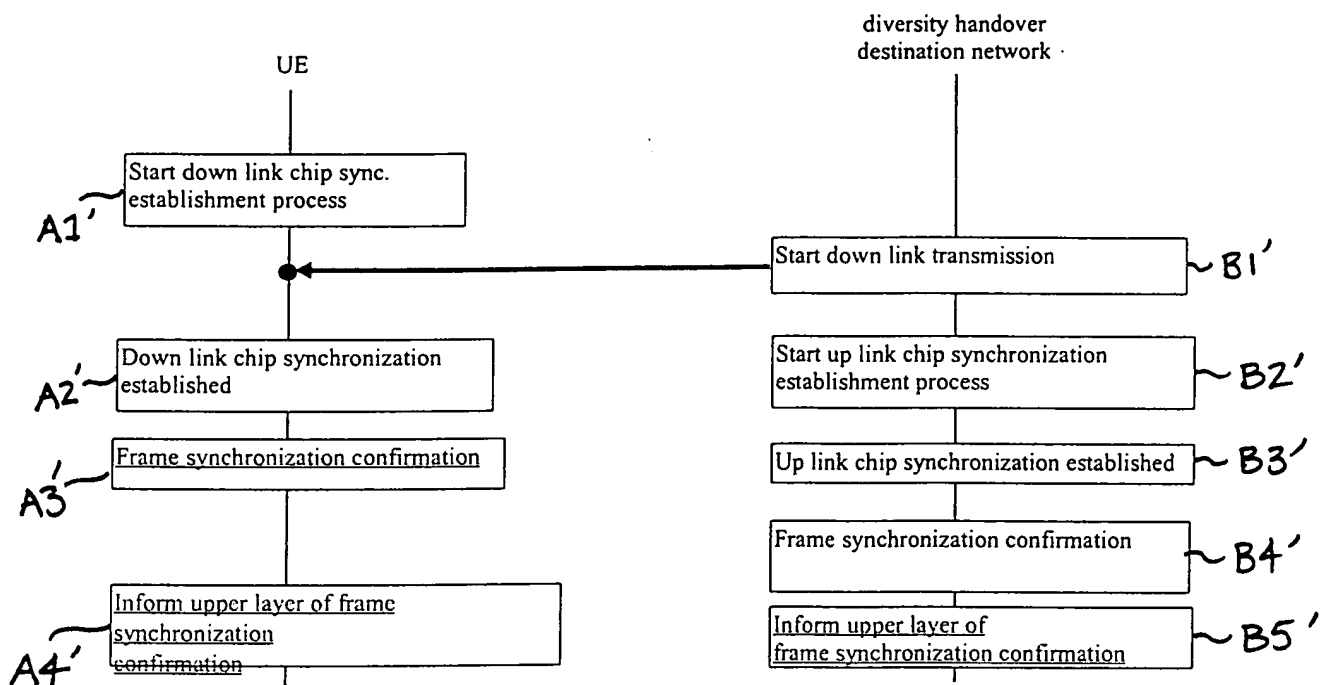 diversity handover
destination network
UE
Start down link chip sync.
establishment process
A1'
Start down link transmission
B1'
Down link chip synchronization
established
A2'
Start up link chip synchronization
establishment process
B2'
Frame synchronization confirmation
A3'
Up link chip synchronization established
B3'
Frame synchronization confirmation
B4'
Inform upper layer of frame
synchronization
confirmation
A4'
Inform upper layer of
frame synchronization confirmation
B5'